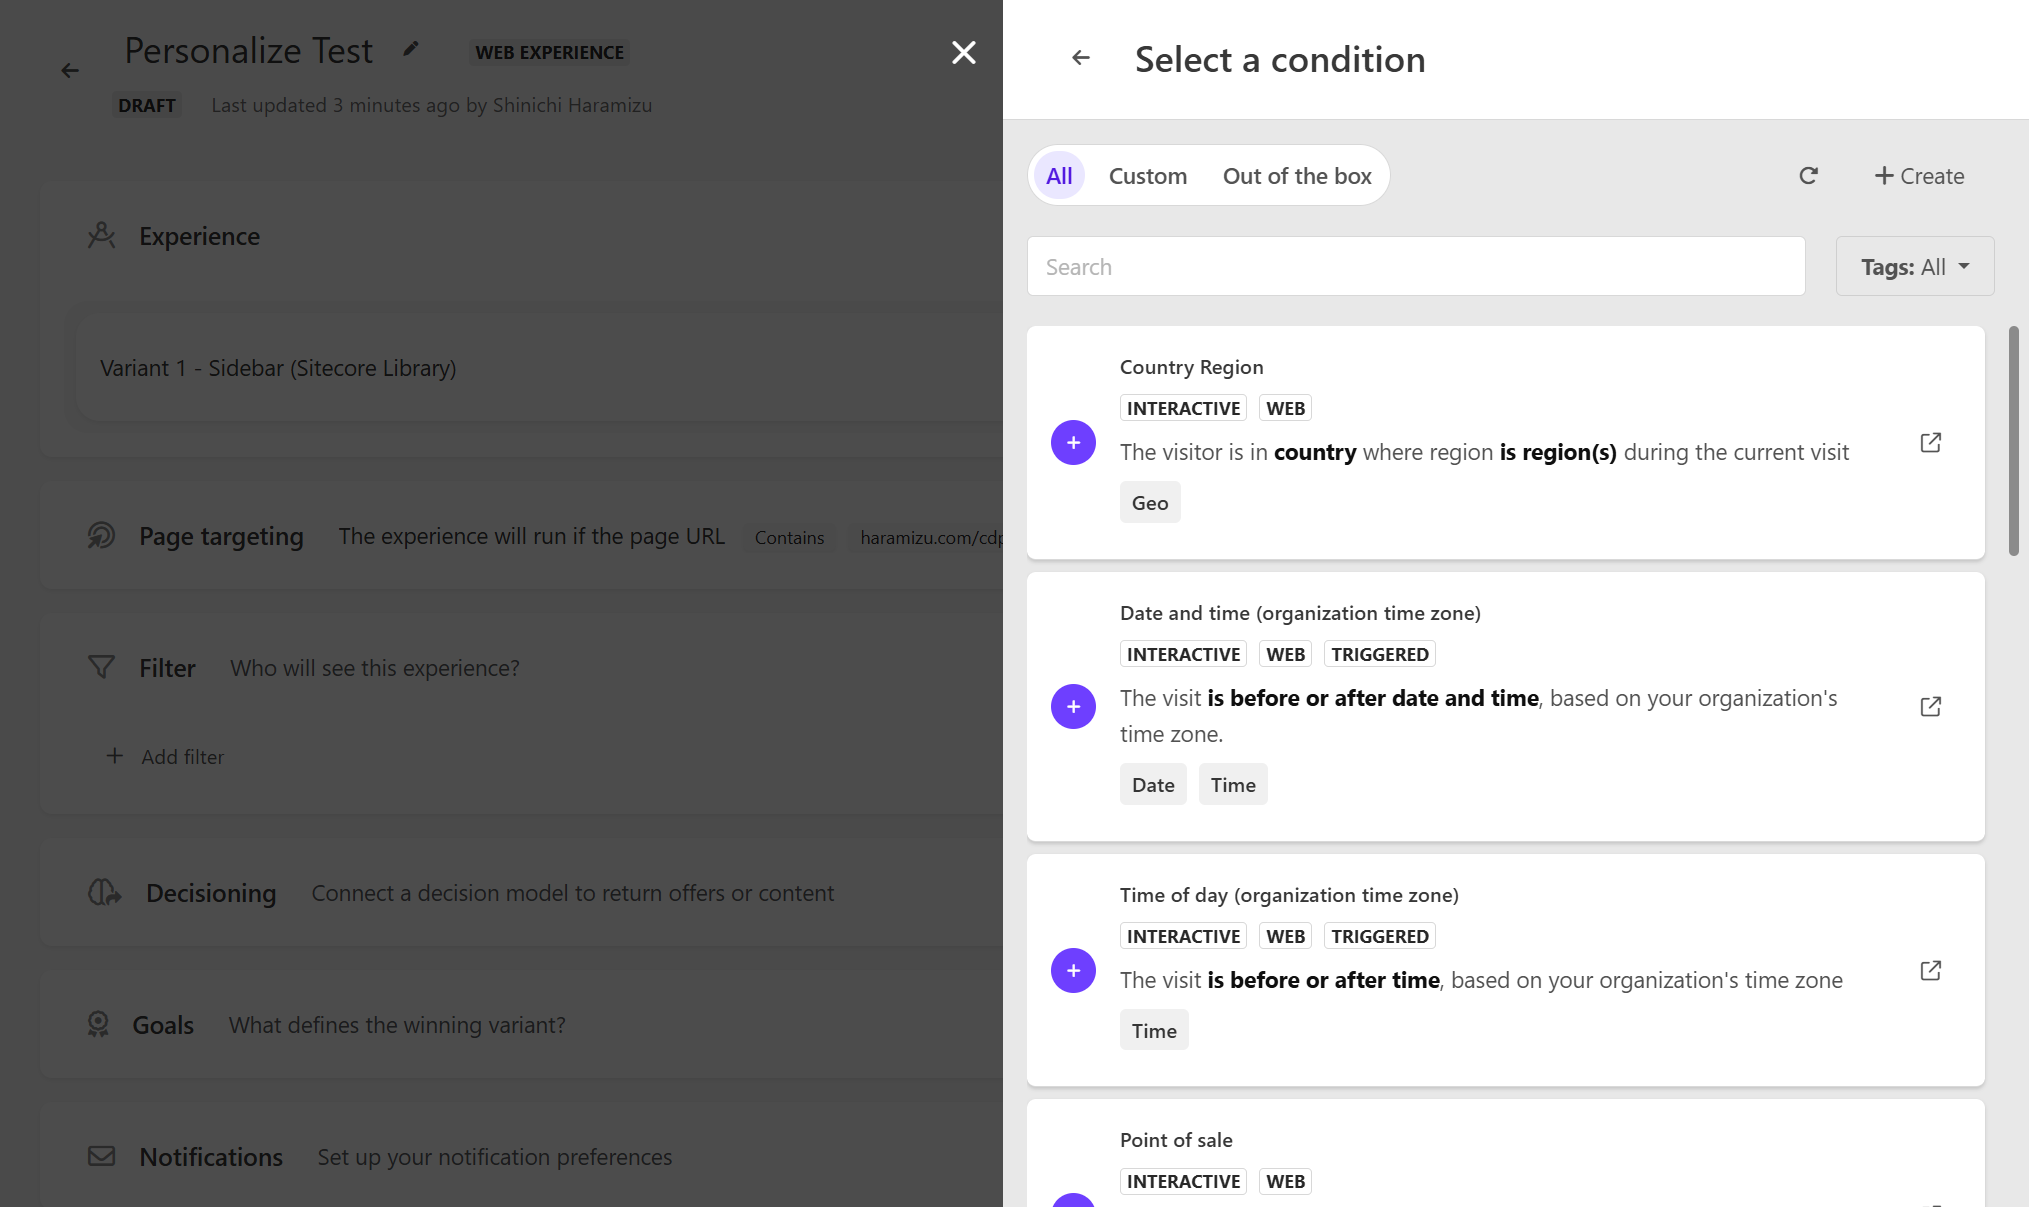 Personalize Test
WEB EXPERIENCE
DRAFT
Last updated 3 minutes ago by Shinichi Haramizu
Experience
Variant 1 - Sidebar (Sitecore Library)
Page targeting
The experience will run if the page URL
Contains
haramizu.com/cdp
Filter
Who will see this experience?
+ Add filter
Decisioning
Connect a decision model to return offers or content
Goals
What defines the winning variant?
Notifications
Set up your notification preferences
Select a condition
All
Custom
Out of the box
+ Create
Search
Tags: All
Country Region
INTERACTIVE WEB
The visitor is in country where region is region(s) during the current visit
Geo
Date and time (organization time zone)
INTERACTIVE WEB TRIGGERED
The visit is before or after date and time, based on your organization's
time zone.
Date Time
Time of day (organization time zone)
INTERACTIVE WEB TRIGGERED
The visit is before or after time, based on your organization's time zone
Time
Point of sale
INTERACTIVE WEB